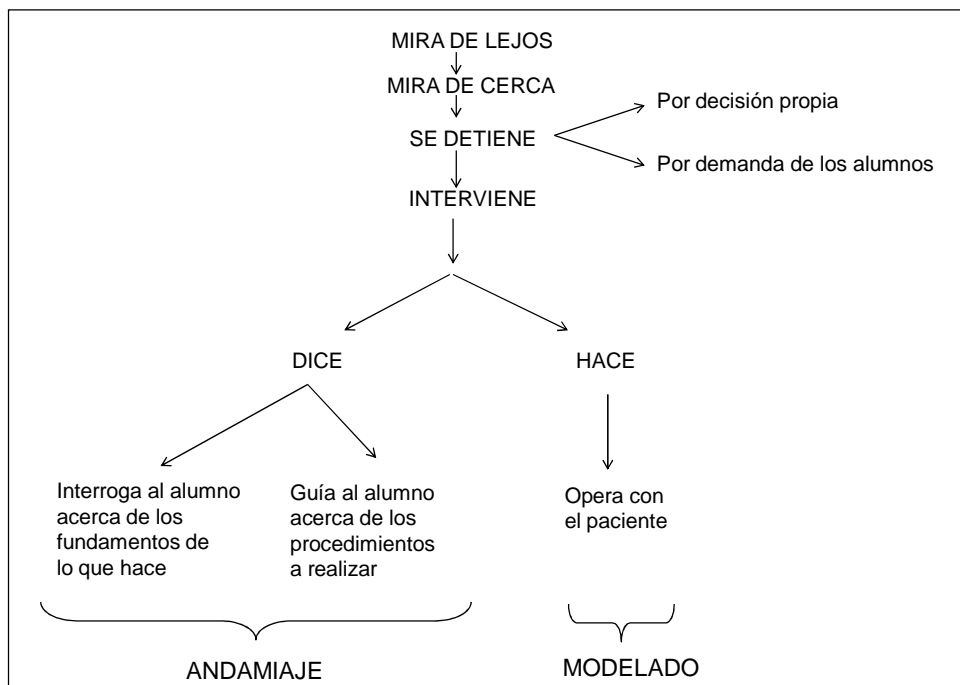 MIRA DE LEJOS
MIRA DE CERCA
SE DETIENE
Por decisión propia
Por demanda de los alumnos
INTERVIENE
DICE
HACE
Interroga al alumno
acerca de los
fundamentos de
lo que hace
Guía al alumno
acerca de los
procedimientos
a realizar
Opera con
el paciente
ANDAMIAJE
MODELADO